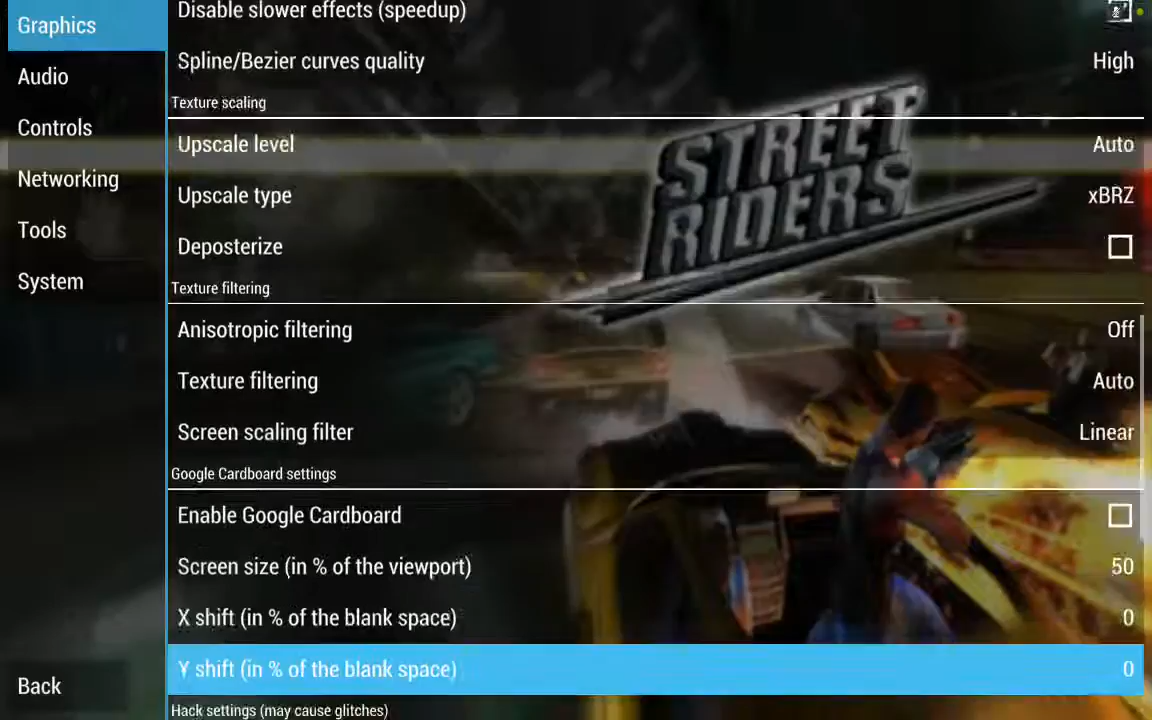 Graphics
Audio
Controls
Networking
Tools
System
Back
Disable slower effects (speedup)
Spline/Bezier curves quality High
Texture scaling
Upscale level Auto
Upscale type xBRZ
Deposterize
Texture filtering
Anisotropic filtering Off
Texture filtering Auto
Screen scaling filter Linear
Google Cardboard settings
Enable Google Cardboard
Screen size (in % of the viewport) 50
X shift (in % of the blank space) 0
Y shift (in % of the blank space) 0
Hack settings (may cause glitches)
STREET
RIDERS